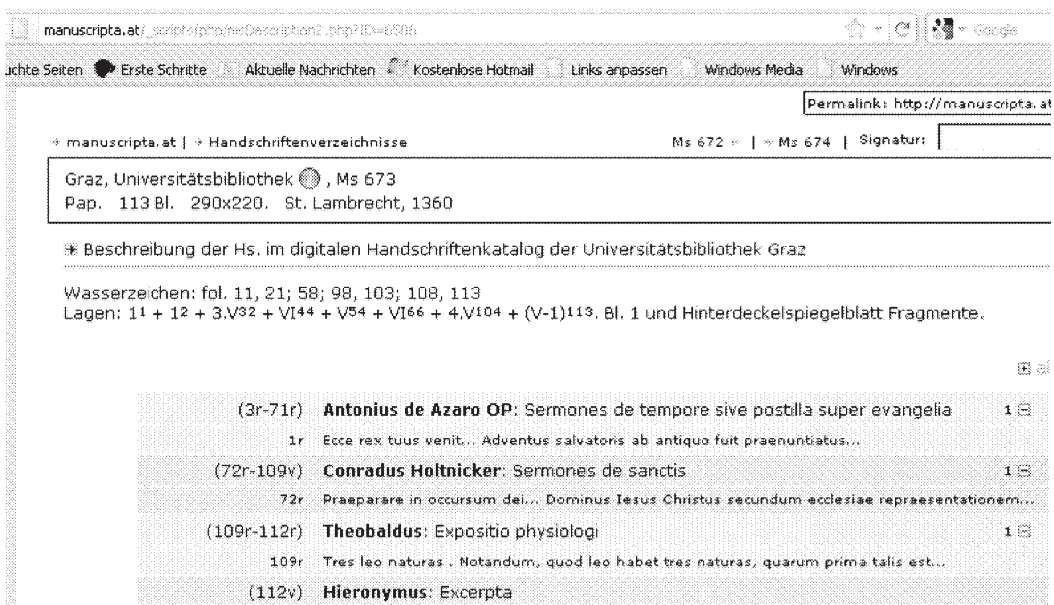 manuscripta.at/_scripts/php/msDescription2.php?ID=6506 Google
uchte Seiten Erste Schritte Aktuelle Nachrichten Kostenlose Hotmail Links anpassen Windows Media Windows
Permalink: http://manuscripta.at
manuscripta.at | Handschriftenverzeichnisse Ms 672 | Ms 674 | Signatur:
Graz, Universitätsbibliothek , Ms 673
Pap. 113 Bl. 290x220. St. Lambrecht, 1360
Beschreibung der Hs. im digitalen Handschriftenkatalog der Universitätsbibliothek Graz
Wasserzeichen: fol. 11, 21; 58; 98, 103; 108, 113
Lagen: 1¹ + 1² + 3.V³² + VI⁴⁴ + V⁵⁴ + VI⁶⁶ + 4.V¹⁰⁴ + (V-1)¹¹³. Bl. 1 und Hinterdeckelspiegelblatt Fragmente.
(3r-71r) Antonius de Azaro OP: Sermones de tempore sive postilla super evangelia 1
1r Ecce rex tuus venit... Adventus salvatoris ab antiquo fuit praenuntiatus...
(72r-109v) Conradus Holtnicker: Sermones de sanctis 1
72r Praeparare in occursum dei... Dominus Iesus Christus secundum ecclesiae repraesentationem...
(109r-112r) Theobaldus: Expositio physiologi 1
109r Tres leo naturas . Notandum, quod leo habet tres naturas, quarum prima talis est...
(112v) Hieronymus: Excerpta